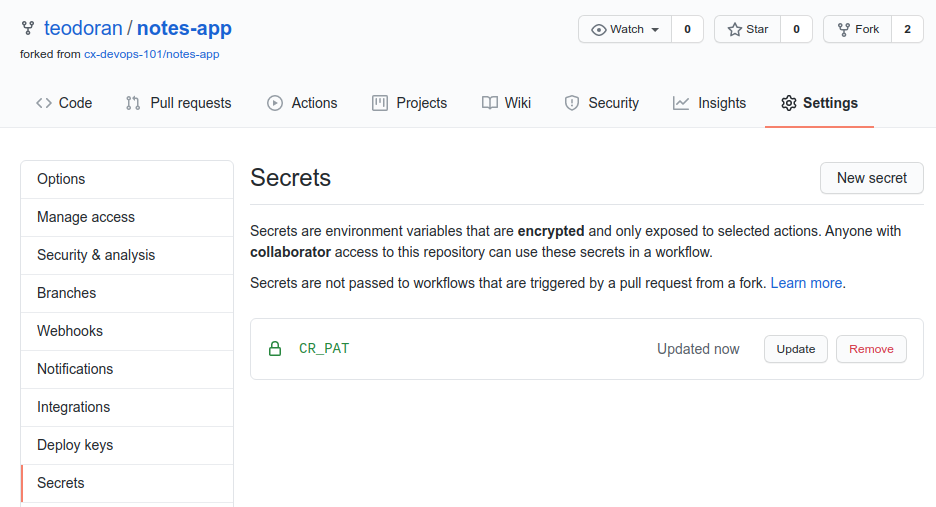 teodoran / notes-app
Watch 0 Star 0 Fork 2
forked from cx-devops-101/notes-app
Code Pull requests Actions Projects Wiki Security Insights Settings
Options
Manage access
Security & analysis
Branches
Webhooks
Notifications
Integrations
Deploy keys
Secrets
Secrets
New secret
Secrets are environment variables that are encrypted and only exposed to selected actions. Anyone with
collaborator access to this repository can use these secrets in a workflow.
Secrets are not passed to workflows that are triggered by a pull request from a fork. Learn more.
CR_PAT Updated now Update Remove